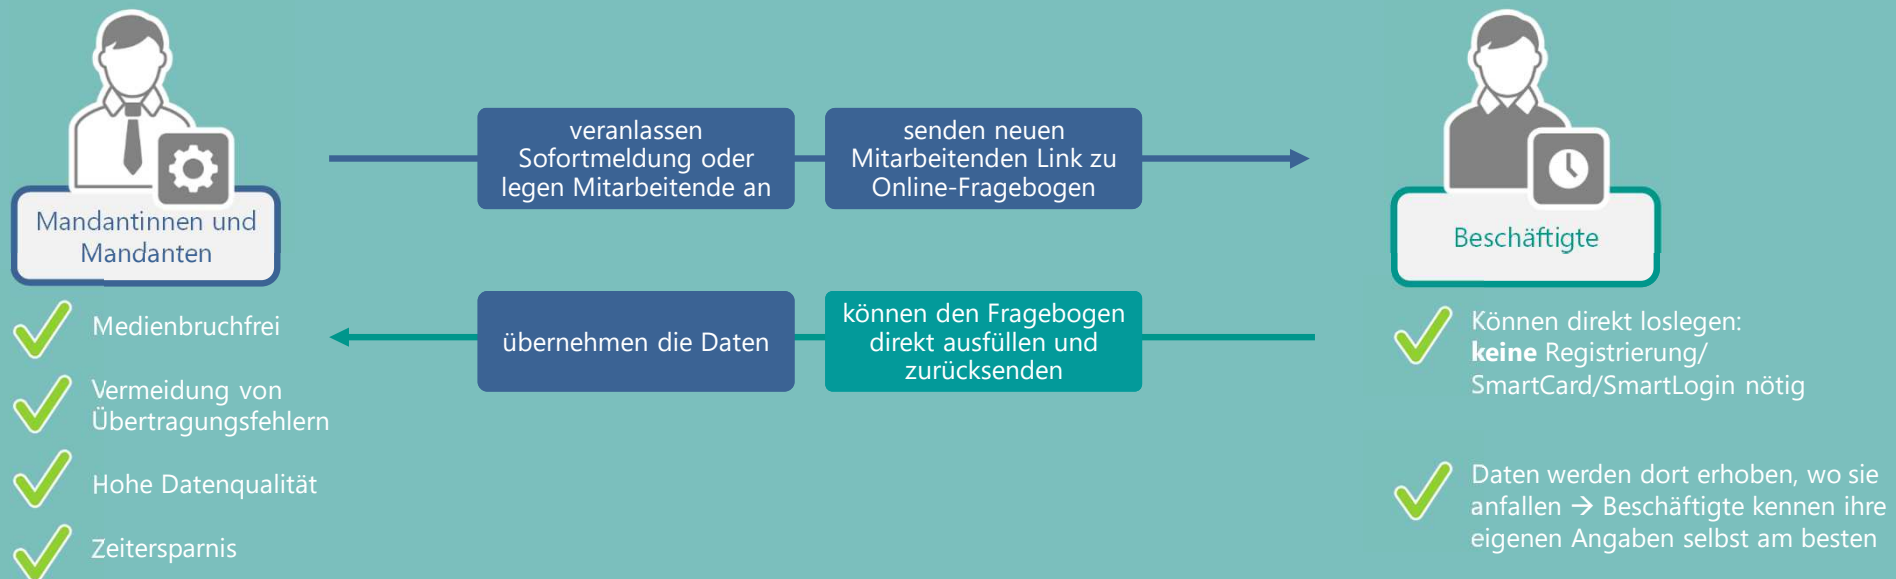 Mandantinnen und
Mandanten
veranlassen
Sofortmeldung oder
legen Mitarbeitende an
senden neuen
Mitarbeitenden Link zu
Online-Fragebogen
Beschäftigte
übernehmen die Daten
können den Fragebogen
direkt ausfüllen und
zurücksenden
Medienbruchfrei
Vermeidung von
Übertragungsfehlern
Hohe Datenqualität
Zeitersparnis
Können direkt loslegen:
keine Registrierung/
SmartCard/SmartLogin nötig
Daten werden dort erhoben, wo sie
anfallen → Beschäftigte kennen ihre
eigenen Angaben selbst am besten